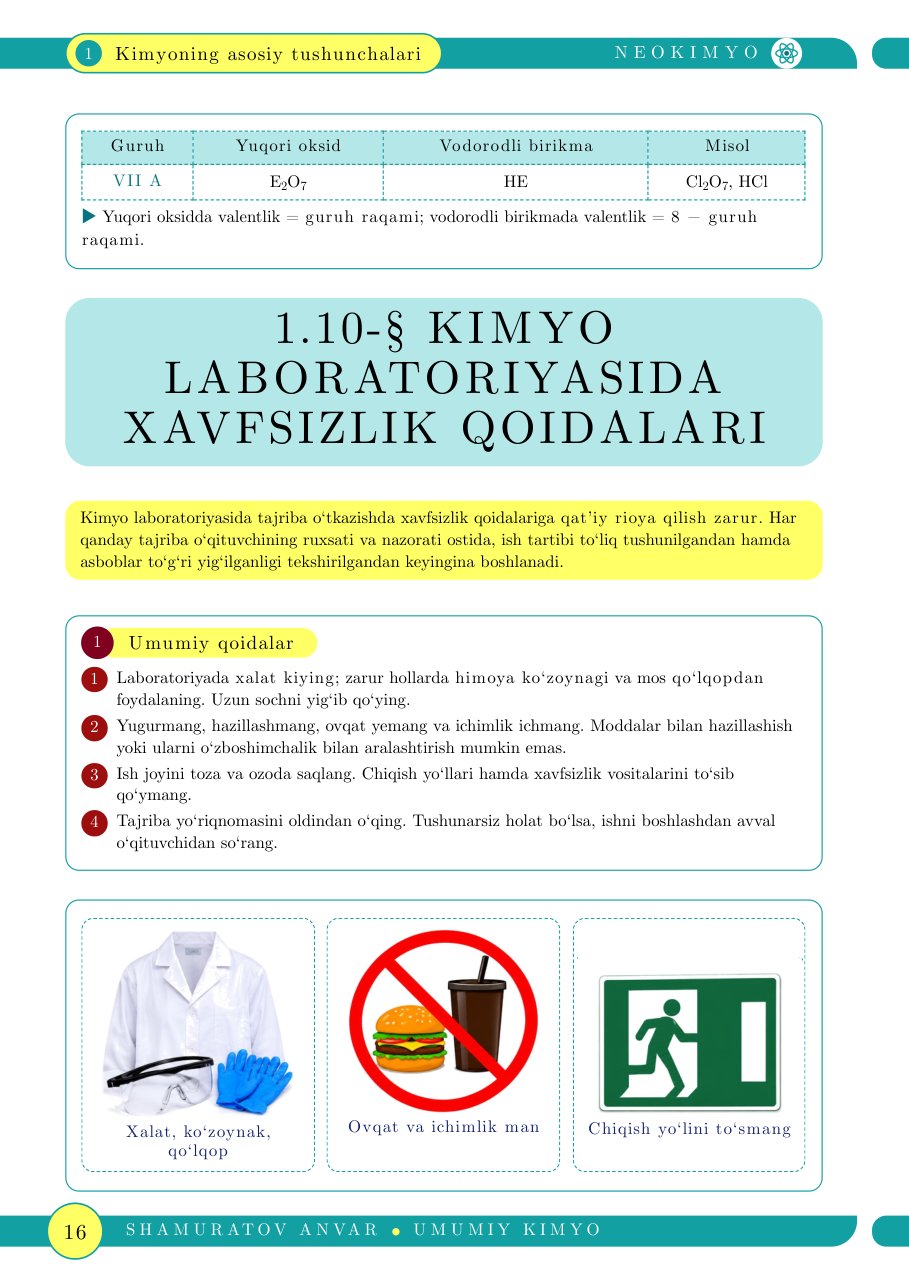 1 Kimyoning asosiy tushunchalari
NEOKIMYO
Guruh Yuqori oksid Vodorodli birikma Misol
VII A E₂O₇ HE Cl₂O₇, HCl
▶ Yuqori oksidda valentlik = guruh raqami; vodorodli birikmada valentlik = 8 − guruh
raqami.
1.10-§ KIMYO
LABORATORIYASIDA
XAVFSIZLIK QOIDALARI
Kimyo laboratoriyasida tajriba o‘tkazishda xavfsizlik qoidalariga qat’iy rioya qilish zarur. Har
qanday tajriba o‘qituvchining ruxsati va nazorati ostida, ish tartibi to‘liq tushunilgandan hamda
asboblar to‘g‘ri yig‘ilganligi tekshirilgandan keyingina boshlanadi.
1 Umumiy qoidalar
1 Laboratoriyada xalat kiying; zarur hollarda himoya ko‘zoynagi va mos qo‘lqopdan
foydalaning. Uzun sochni yig‘ib qo‘ying.
2 Yugurmang, hazillashmang, ovqat yemang va ichimlik ichmang. Moddalar bilan hazillashish
yoki ularni o‘zboshimchalik bilan aralashtirish mumkin emas.
3 Ish joyini toza va ozoda saqlang. Chiqish yo‘llari hamda xavfsizlik vositalarini to‘sib
qo‘ymang.
4 Tajriba yo‘riqnomasini oldindan o‘qing. Tushunarsiz holat bo‘lsa, ishni boshlashdan avval
o‘qituvchidan so‘rang.
Xalat, ko‘zoynak,
qo‘lqop
Ovqat va ichimlik man
Chiqish yo‘lini to‘smang
16 SHAMURATOV ANVAR • UMUMIY KIMYO